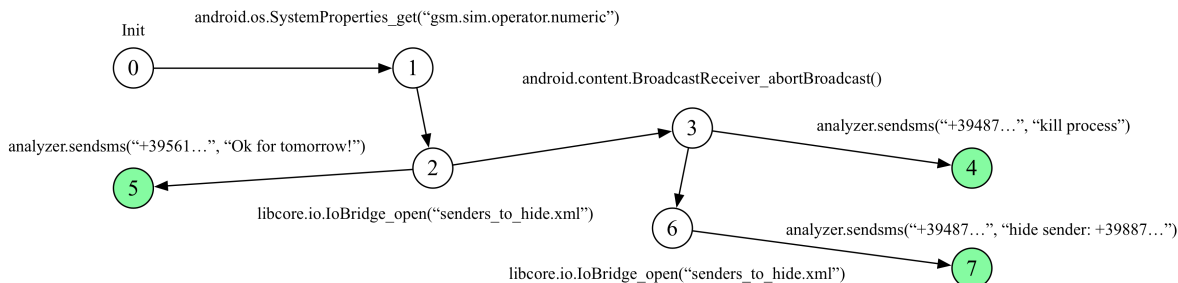 android.os.SystemProperties_get(“gsm.sim.operator.numeric”)
Init
0
1
android.content.BroadcastReceiver_abortBroadcast()
analyzer.sendsms(“+39561…”, “Ok for tomorrow!”)
3
analyzer.sendsms(“+39487…”, “kill process”)
2
4
5
libcore.io.IoBridge_open(“senders_to_hide.xml”)
6
analyzer.sendsms(“+39487…”, “hide sender: +39887…”)
7
libcore.io.IoBridge_open(“senders_to_hide.xml”)